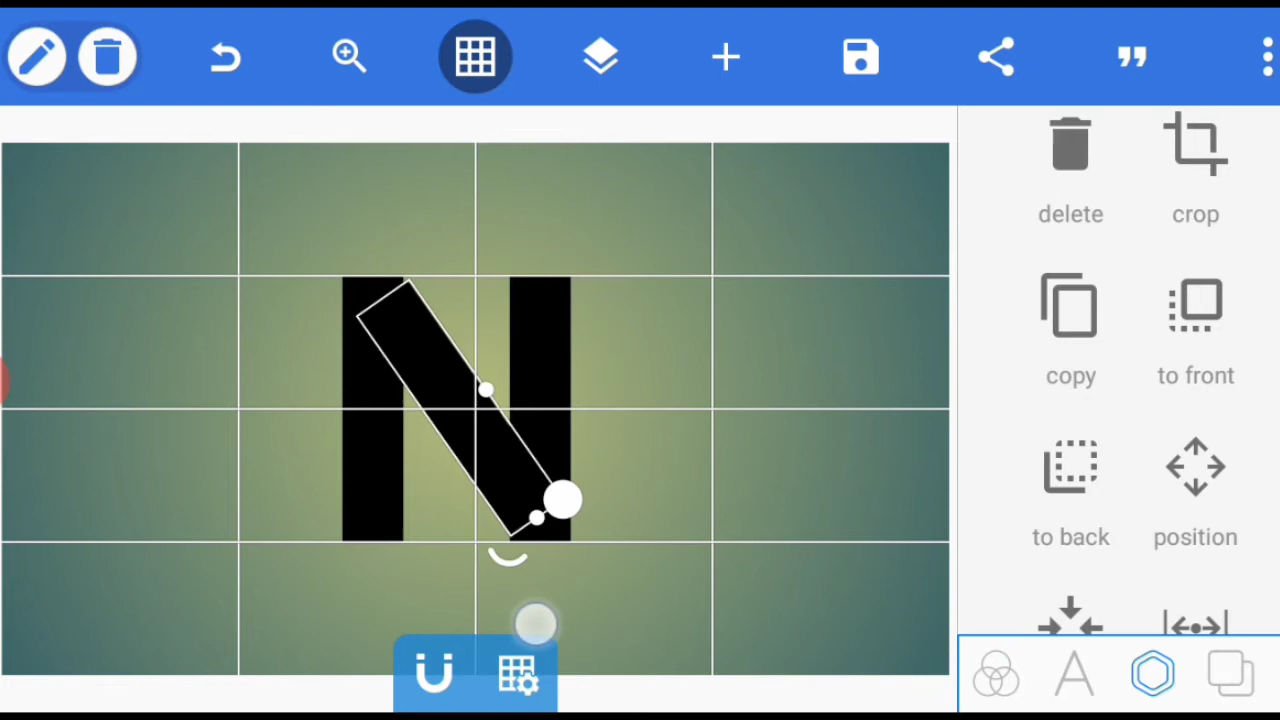 N
delete
crop
copy
to front
to back
position